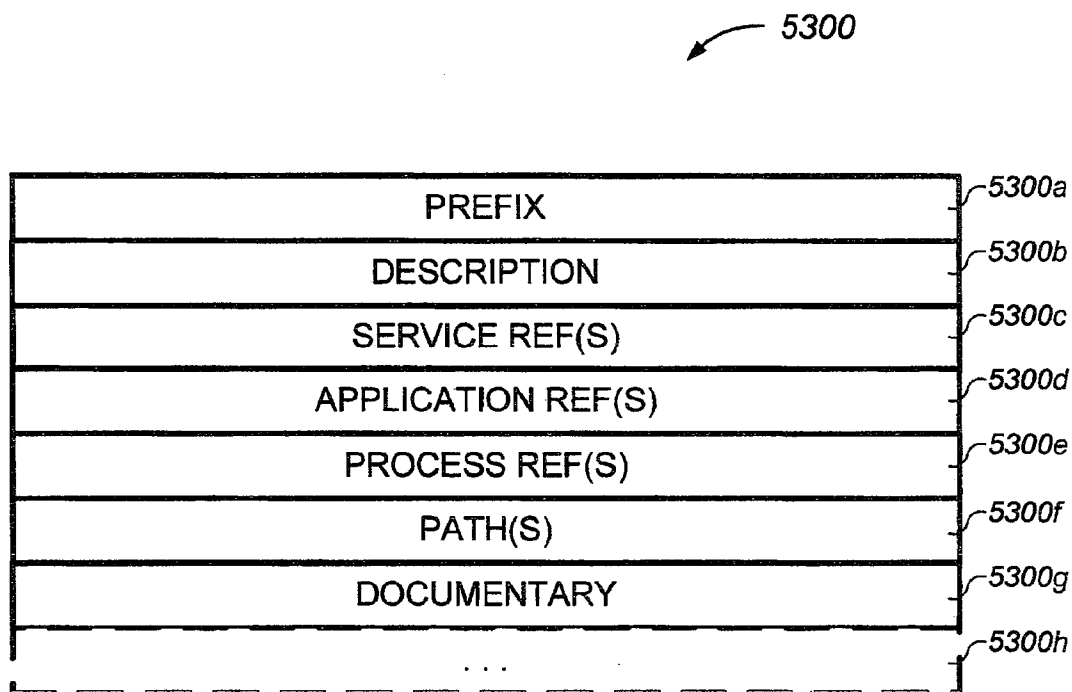 5300
PREFIX 5300a
DESCRIPTION 5300b
SERVICE REF(S) 5300c
APPLICATION REF(S) 5300d
PROCESS REF(S) 5300e
PATH(S) 5300f
DOCUMENTARY 5300g
... 5300h